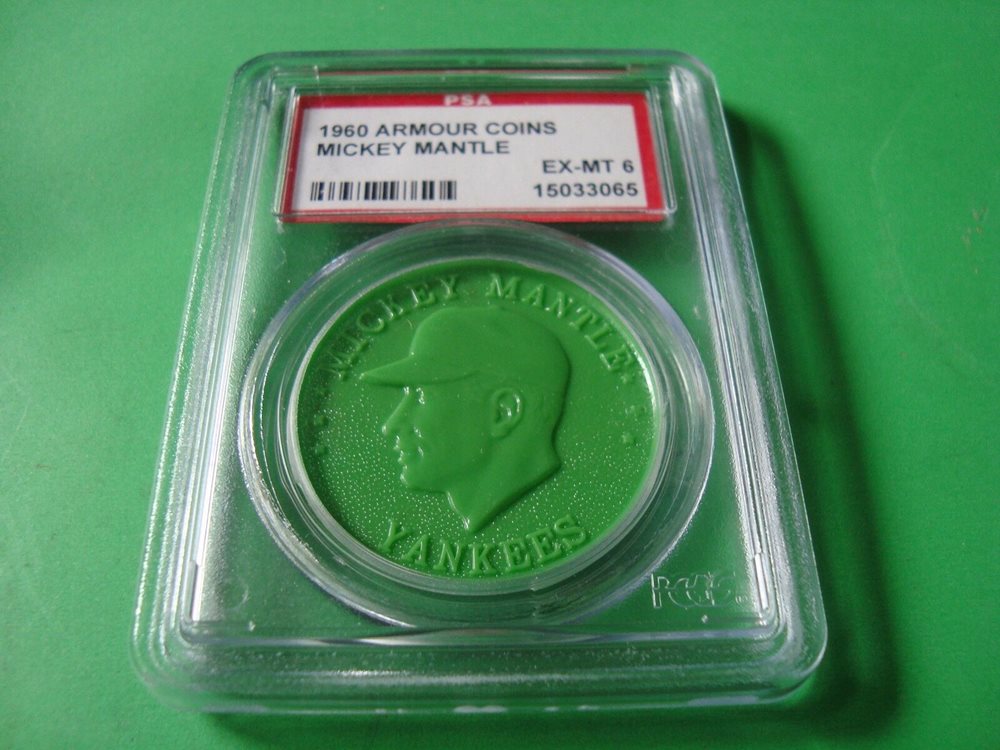 PSA
1960 ARMOUR COINS
MICKEY MANTLE
EX-MT 6
15033065
MICKEY MANTLE
YANKEES
PCGS